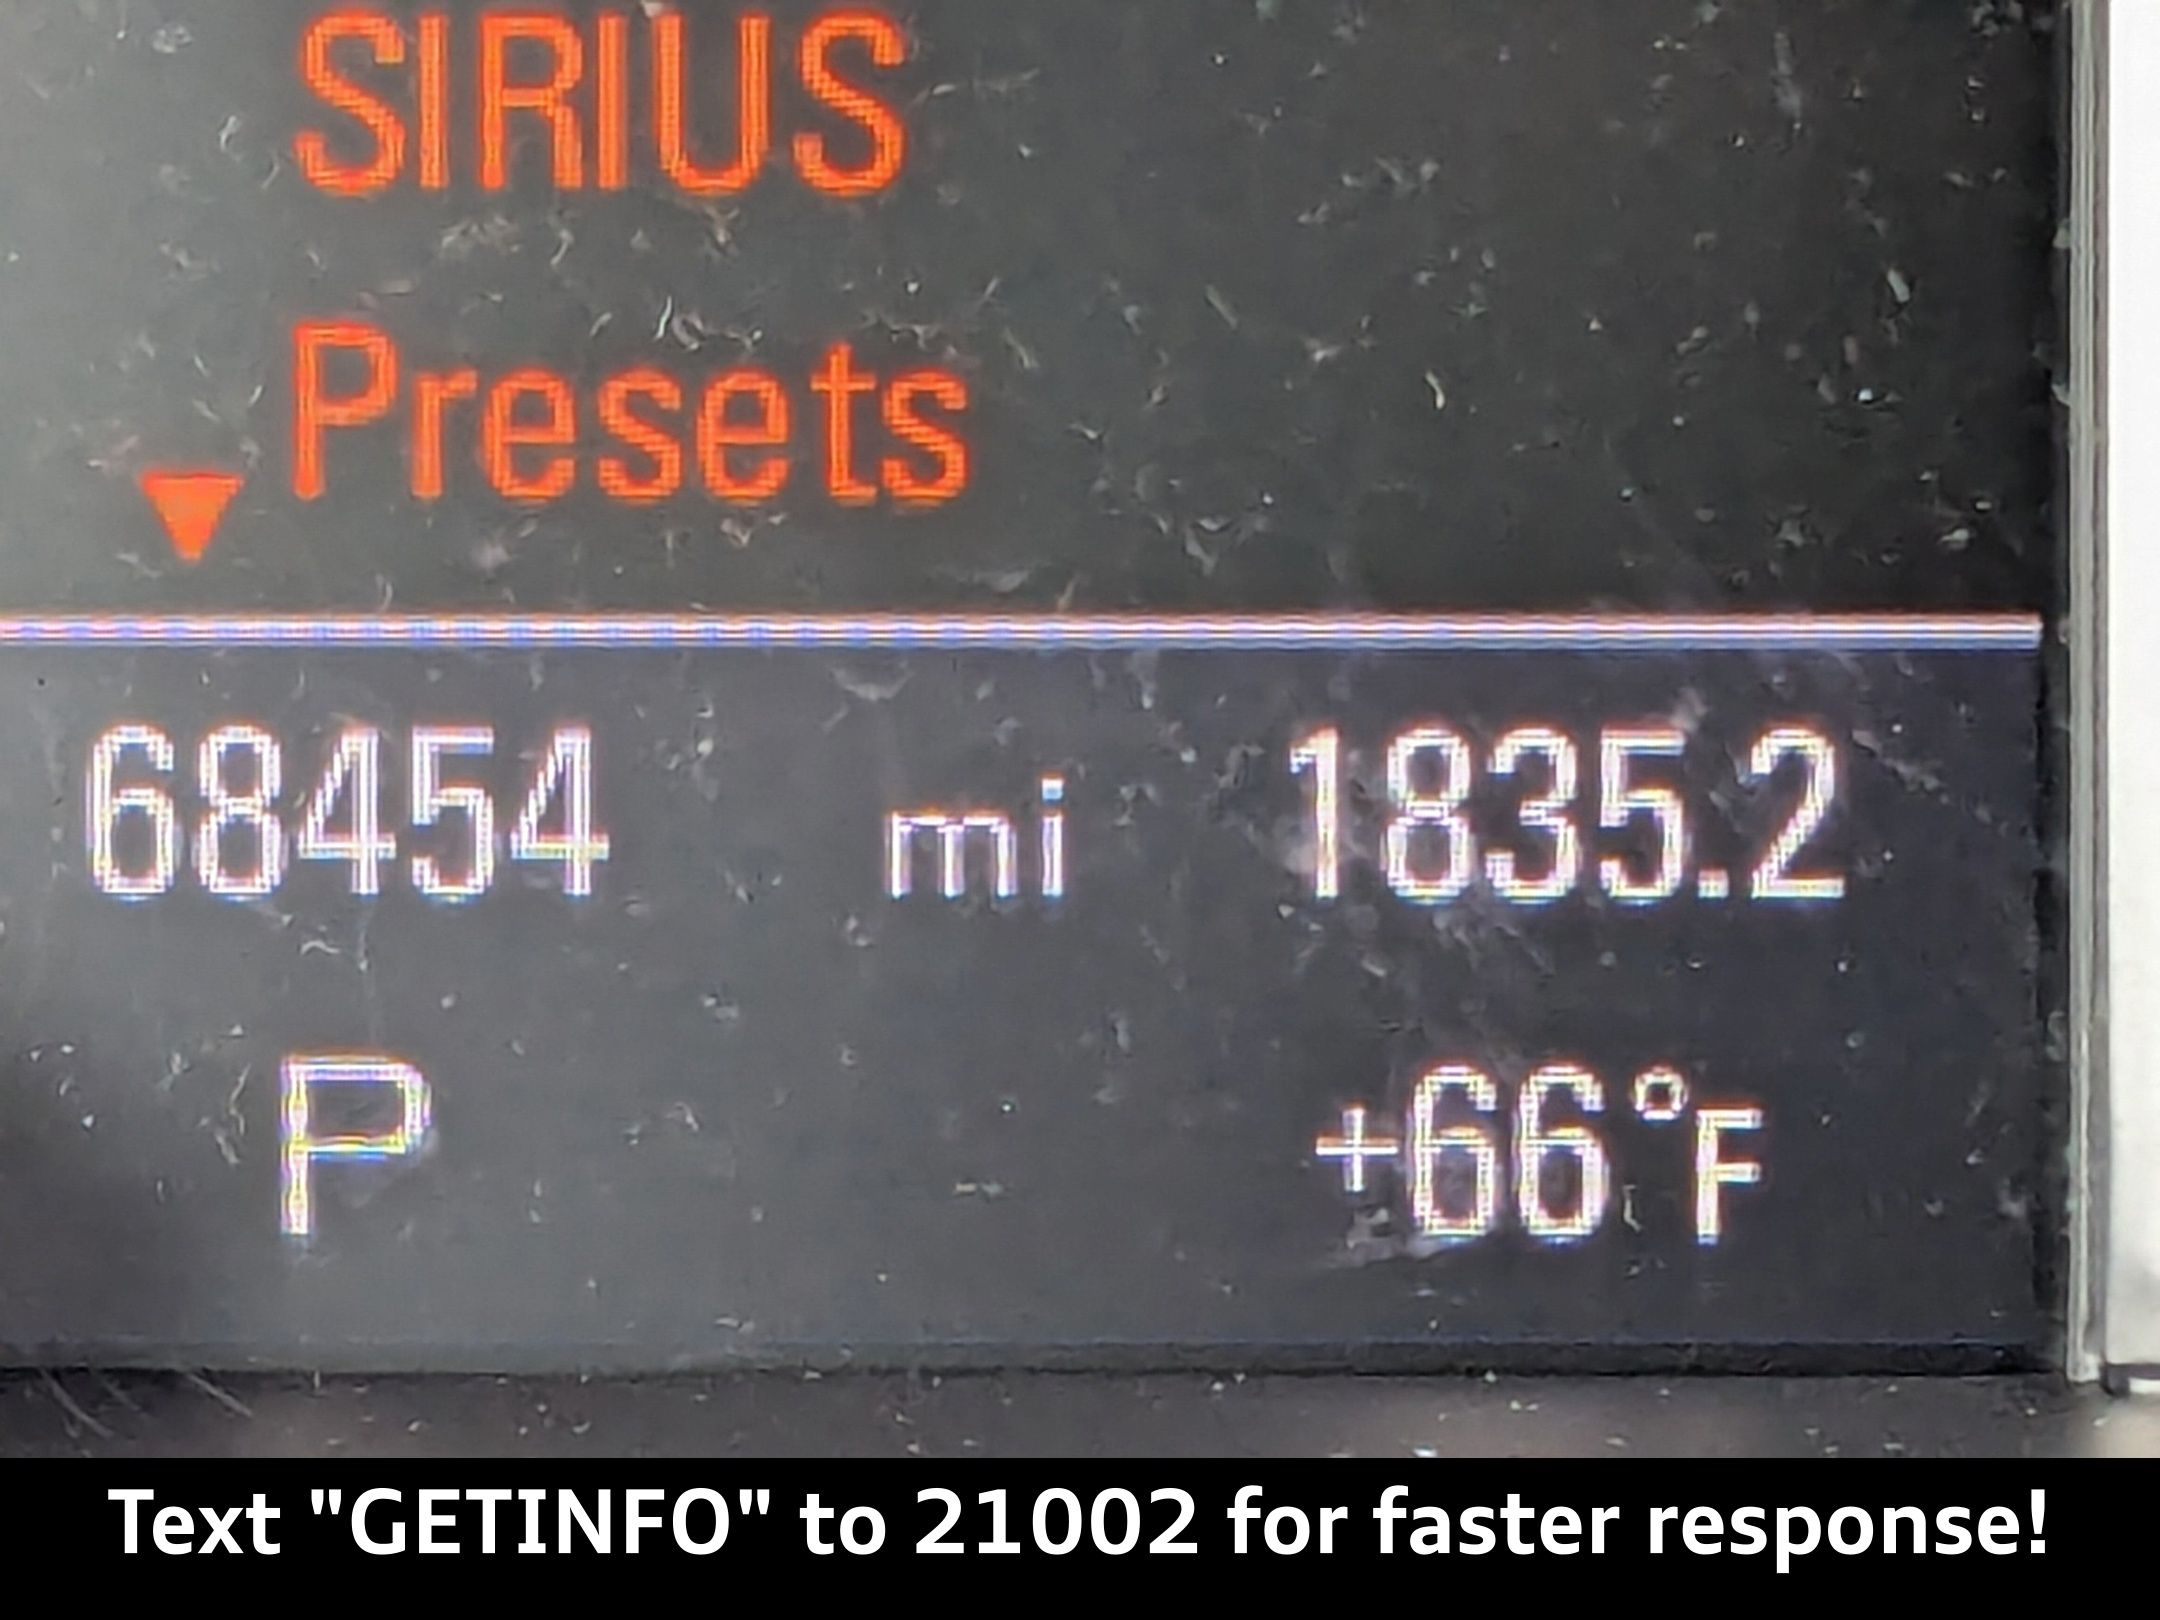 SIRIUS
Presets
68454 mi 1835.2
P +66°F
Text "GETINFO" to 21002 for faster response!